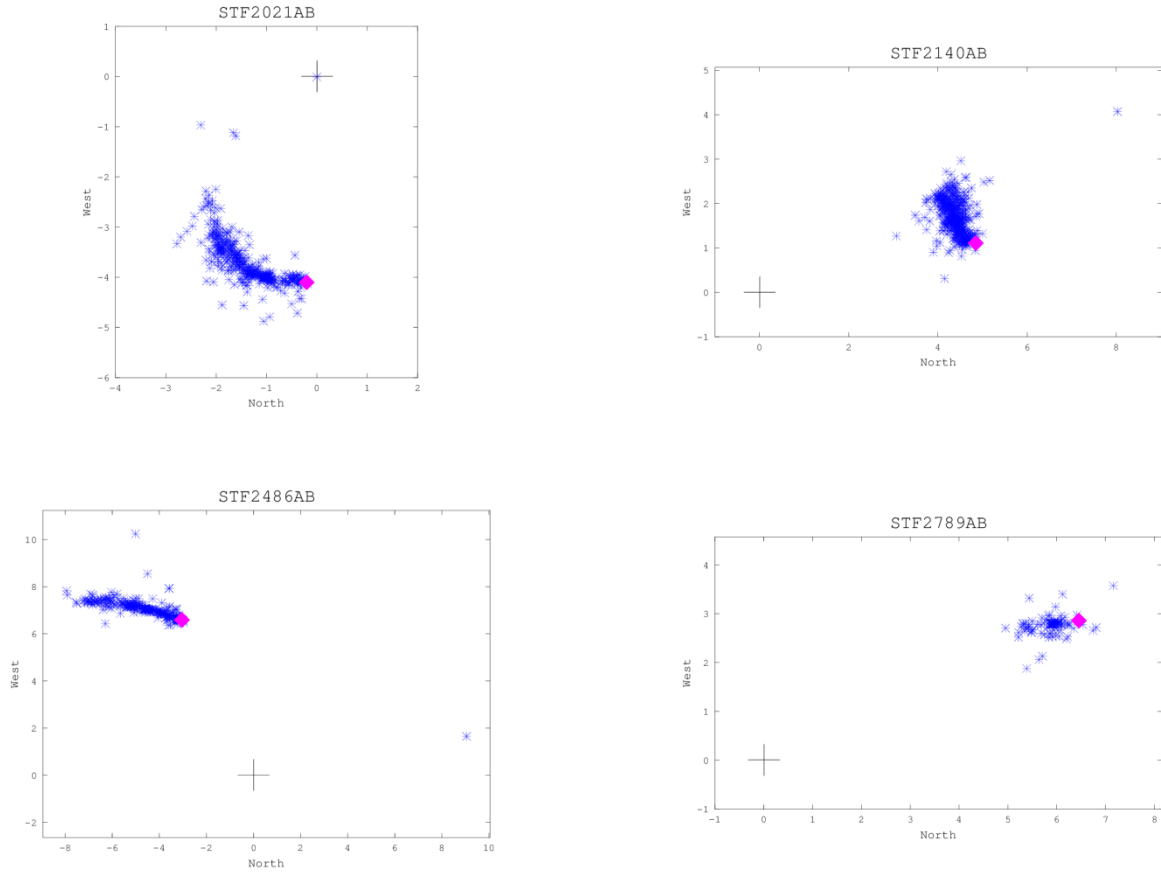 STF2021AB
1
0
-1
-2
-3
-4
-5
-6
West
-4 -3 -2 -1 0 1 2
North
STF2140AB
5
4
3
2
1
0
-1
West
0 2 4 6 8
North
STF2486AB
10
8
6
4
2
0
-2
West
-8 -6 -4 -2 0 2 4 6 8 10
North
STF2789AB
4
3
2
1
0
-1
West
-1 0 1 2 3 4 5 6 7 8
North